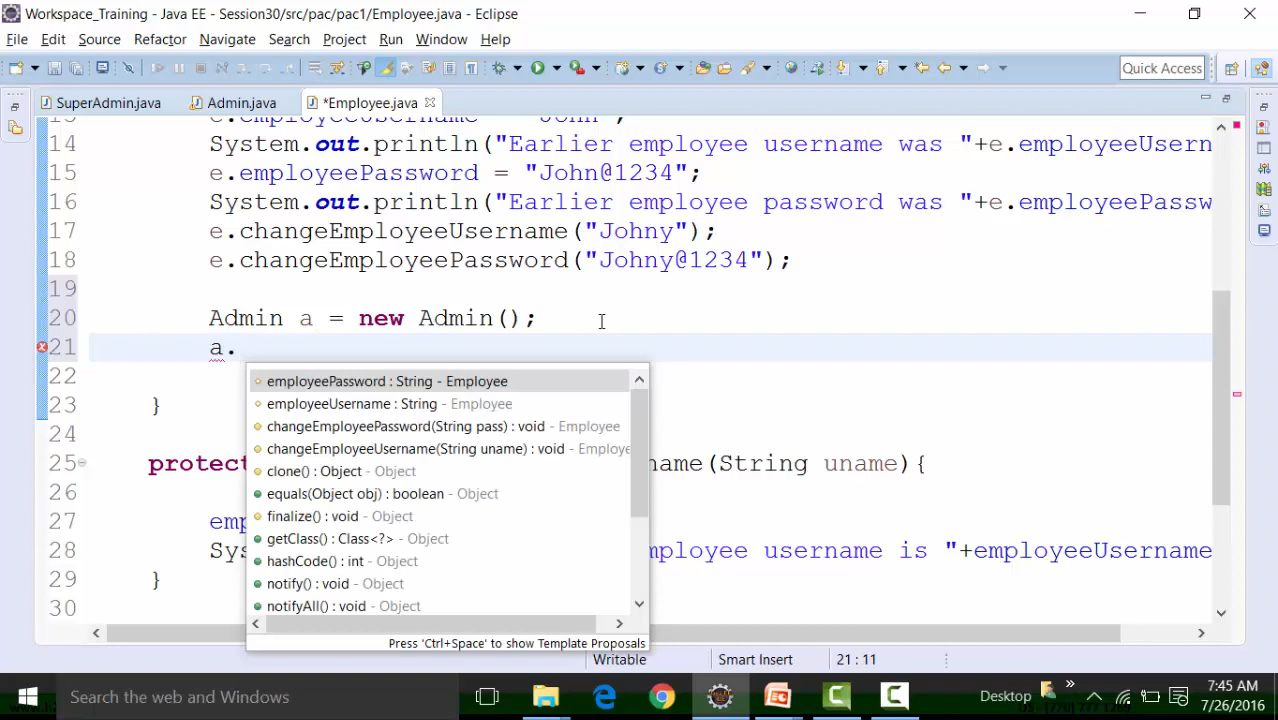 Workspace_Training - Java EE - Session30/src/pac/pac1/Employee.java - Eclipse
File Edit Source Refactor Navigate Search Project Run Window Help
Quick Access
SuperAdmin.java Admin.java *Employee.java
14 System.out.println("Earlier employee username was "+e.employeeUsern
15 e.employeePassword = "John@1234";
16 System.out.println("Earlier employee password was "+e.employeePassw
17 e.changeEmployeeUsername("Johny");
18 e.changeEmployeePassword("Johny@1234");
19
20 Admin a = new Admin();
21 a.
22
23 }
24
25 protect name(String uname){
26
27 emp
28 Sys mployee username is "+employeeUsername
29 }
30
employeePassword : String - Employee
employeeUsername : String - Employee
changeEmployeePassword(String pass) : void - Employee
changeEmployeeUsername(String uname) : void - Employe
clone() : Object - Object
equals(Object obj) : boolean - Object
finalize() : void - Object
getClass() : Class<?> - Object
hashCode() : int - Object
notify() : void - Object
notifyAll() : void - Object
Press 'Ctrl+Space' to show Template Proposals
Writable Smart Insert 21 : 11
Search the web and Windows
Desktop
7:45 AM
7/26/2016